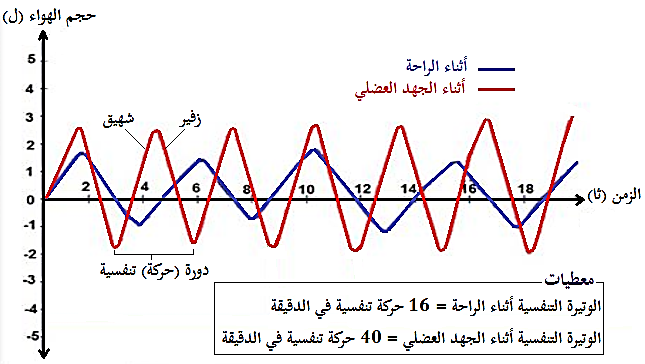 حجم الهواء (ل)
5
4
3
2
1
0
-1
-2
-3
-4
-5
أثناء الراحة
أثناء الجهد العضلي
شهيق
زفير
2 4 6 8 10 12 14 16 18
الزمن (ثا)
دورة (حركة) تنفسية
معطيات
الوتيرة التنفسية أثناء الراحة = 16 حركة تنفسية في الدقيقة
الوتيرة التنفسية أثناء الجهد العضلي = 40 حركة تنفسية في الدقيقة